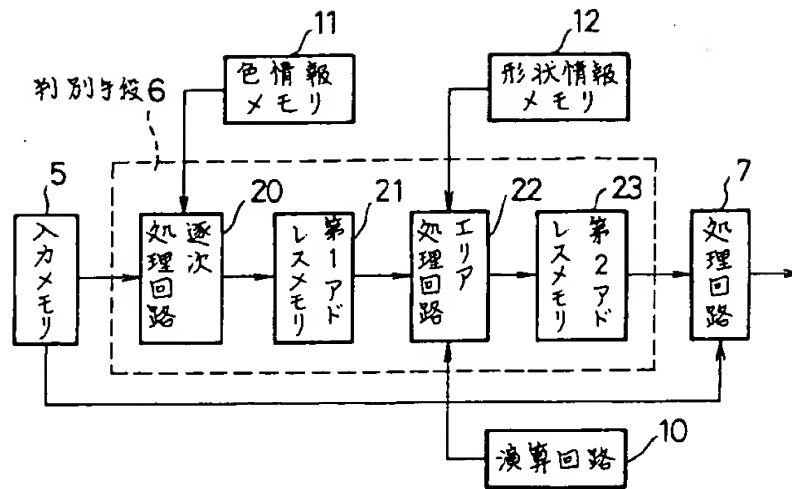 11
色情報
メモリ
12
形状情報
メモリ
判別手段6
5
入力メモリ
20
逐次
処理回路
21
第1アド
レスメモリ
22
エリア
処理回路
23
第2アド
レスメモリ
7
処理回路
10
演算回路